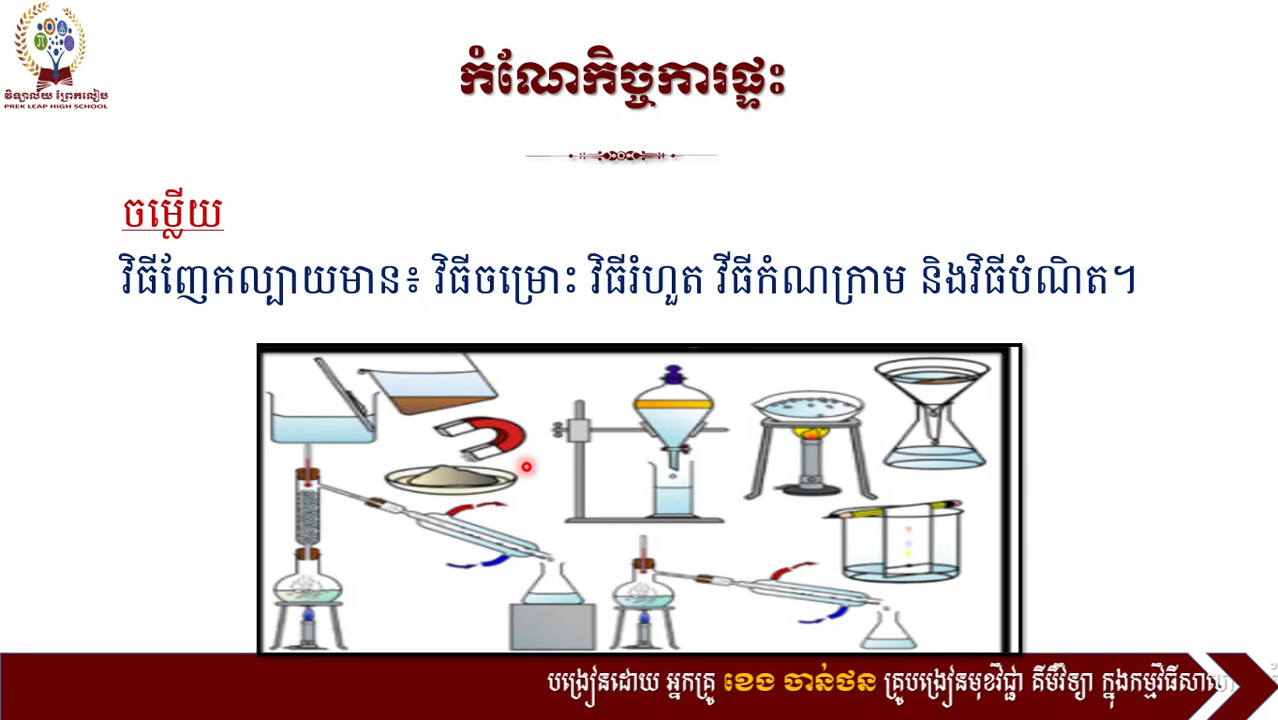 វិទ្យាល័យ ព្រែកលៀប
PREK LEAP HIGH SCHOOL
កំណែកិច្ចការផ្ទះ
ចម្លើយ
វិធីញែកល្បាយមាន៖ វិធីចម្រោះ វិធីរំហួត វីធីកំណក្រាម និងវិធីបំណិត។
បង្រៀនដោយ អ្នកគ្រូ ខេង ចាន់ថន គ្រូបង្រៀនមុខវិជ្ជា គីមីវិទ្យា ក្នុងកម្មវិធីសាលា